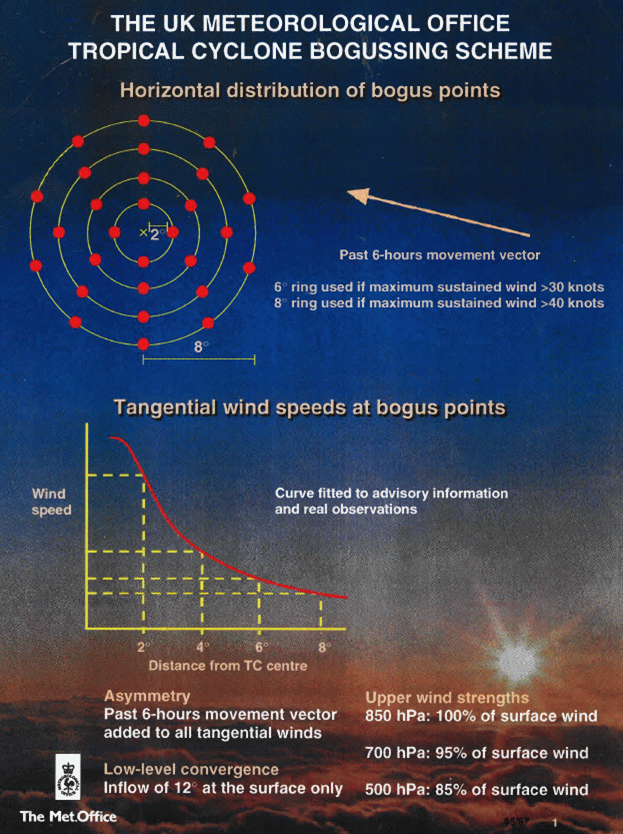 THE UK METEOROLOGICAL OFFICE
TROPICAL CYCLONE BOGUSSING SCHEME
Horizontal distribution of bogus points
×2°
Past 6-hours movement vector
6° ring used if maximum sustained wind >30 knots
8° ring used if maximum sustained wind >40 knots
8°
Tangential wind speeds at bogus points
Wind
speed
Curve fitted to advisory information
and real observations
2° 4° 6° 8°
Distance from TC centre
Asymmetry
Past 6-hours movement vector
added to all tangential winds
Low-level convergence
Inflow of 12° at the surface only
Upper wind strengths
850 hPa: 100% of surface wind
700 hPa: 95% of surface wind
500 hPa: 85% of surface wind
The Met.Office
1